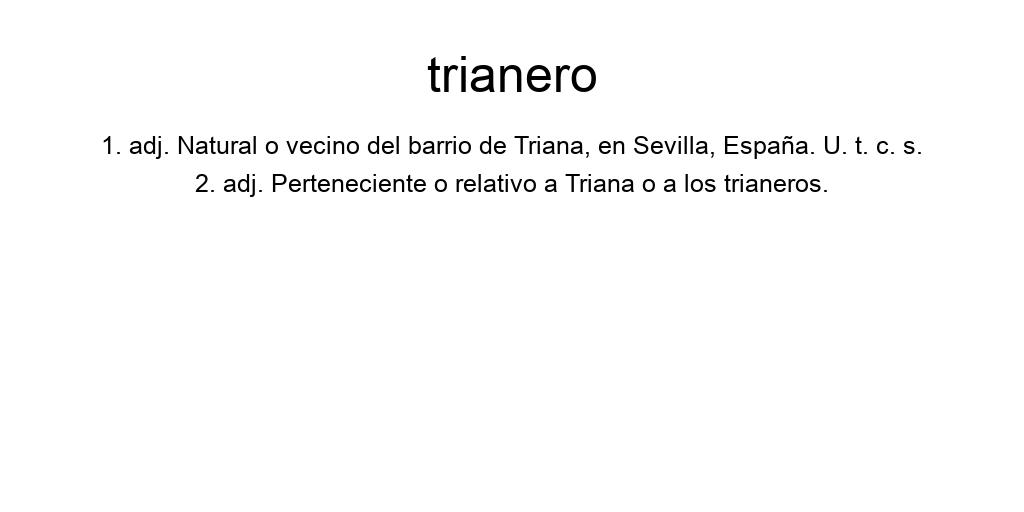 trianero
1. adj. Natural o vecino del barrio de Triana, en Sevilla, España. U. t. c. s.
2. adj. Perteneciente o relativo a Triana o a los trianeros.